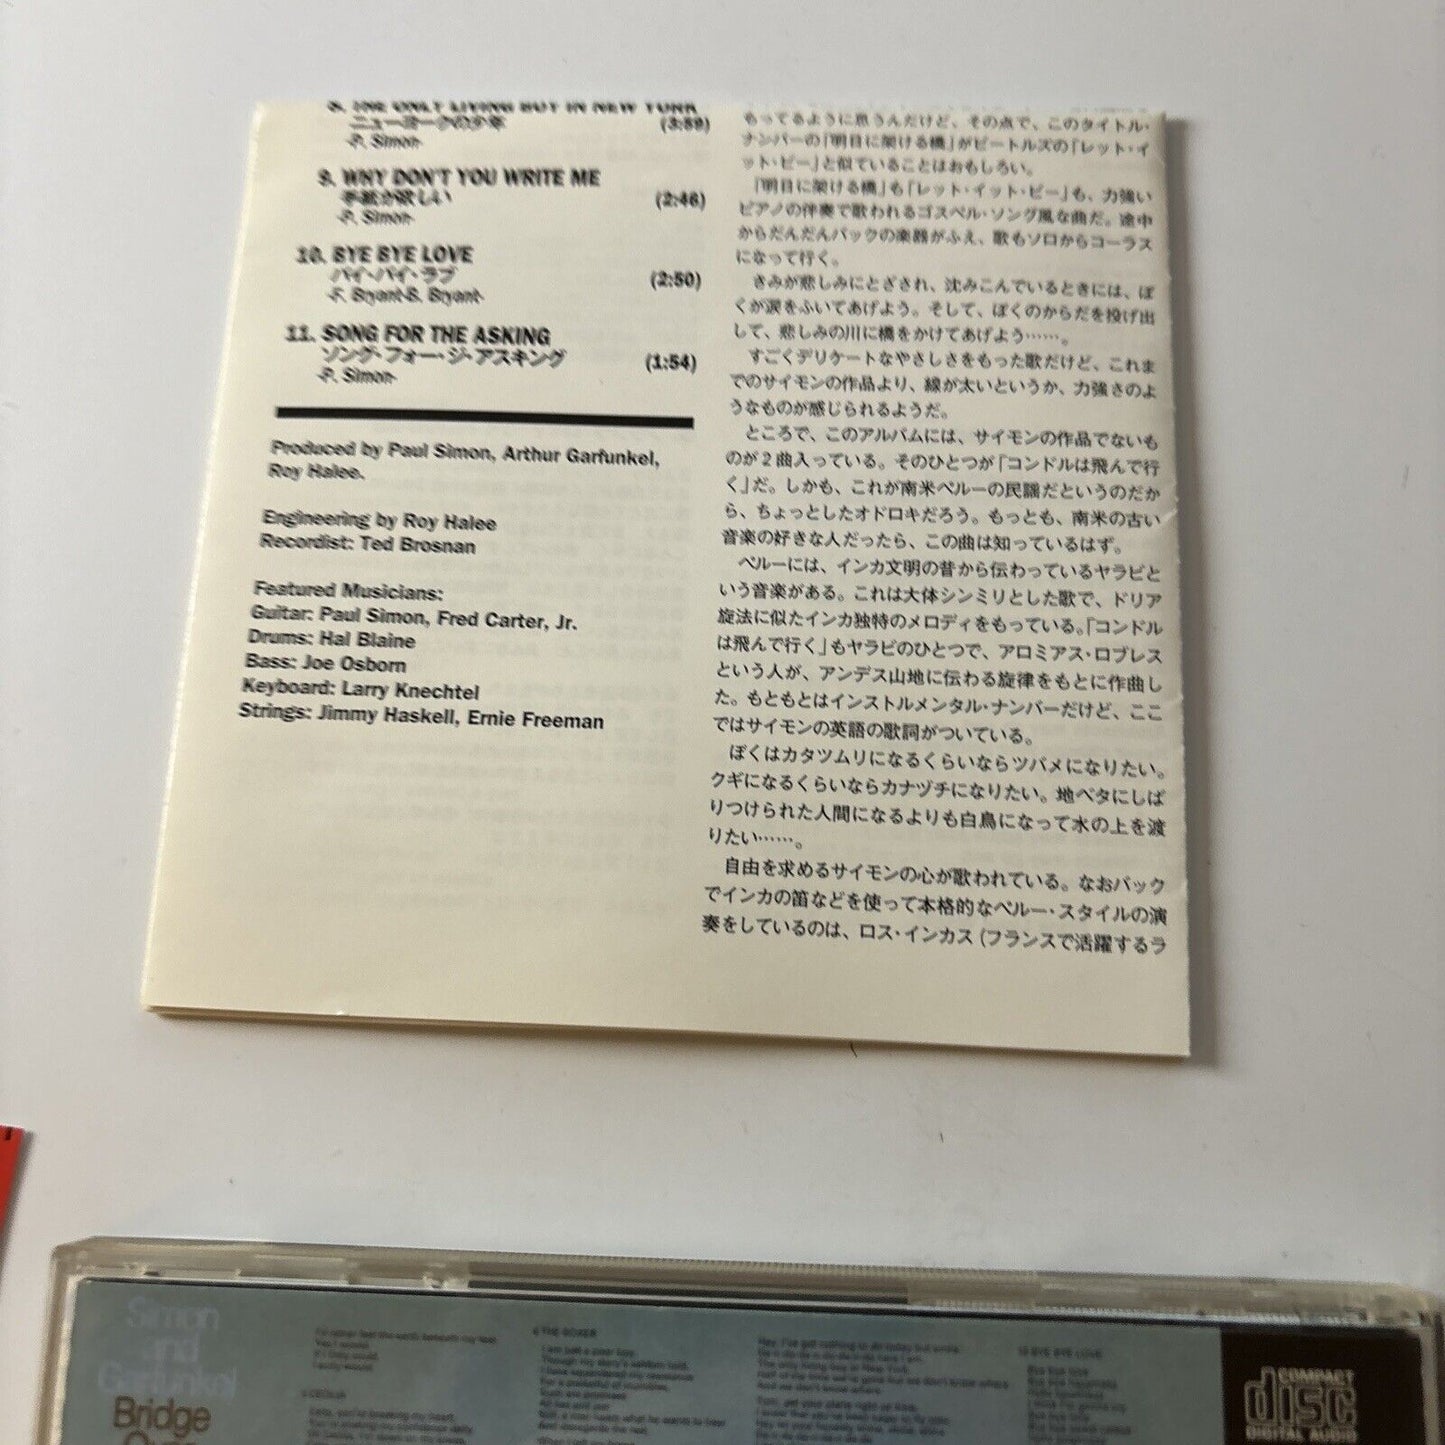 8. THE ONLY LIVING BOY IN NEW YORK
ニューヨークの少年 (3:59)
-P. Simon-
9. WHY DON'T YOU WRITE ME
手紙が欲しい (2:46)
-P. Simon-
10. BYE BYE LOVE
バイ・バイ・ラブ (2:50)
-F. Bryant-B. Bryant-
11. SONG FOR THE ASKING
ソング・フォー・ジ・アスキング (1:54)
-P. Simon-
Produced by Paul Simon, Arthur Garfunkel,
Roy Halee.
Engineering by Roy Halee
Recordist: Ted Brosnan
Featured Musicians:
Guitar: Paul Simon, Fred Carter, Jr.
Drums: Hal Blaine
Bass: Joe Osborn
Keyboard: Larry Knechtel
Strings: Jimmy Haskell, Ernie Freeman
もってるように思うんだけど、その点で、このタイトル・
ナンバーの「明日に架ける橋」がビートルズの「レット・イ
ット・ビー」と似ていることはおもしろい。
「明日に架ける橋」も「レット・イット・ビー」も、力強い
ピアノの伴奏で歌われるゴスペル・ソング風な曲だ。途中
からだんだんバックの楽器がふえ、歌もソロからコーラス
になって行く。
きみが悲しみにとざされ、沈みこんでいるときには、ぼ
くが涙をふいてあげよう。そして、ぼくのからだを投げ出
して、悲しみの川に橋をかけてあげよう……。
すごくデリケートなやさしさをもった歌だけど、これま
でのサイモンの作品より、線が太いというか、力強さのよ
うなものが感じられるようだ。
ところで、このアルバムには、サイモンの作品でないも
のが2曲入っている。そのひとつが「コンドルは飛んで行
く」だ。しかも、これが南米ペルーの民謡だというのだか
ら、ちょっとしたオドロキだろう。もっとも、南米の古い
音楽の好きな人だったら、この曲は知っているはず。
ペルーには、インカ文明の昔から伝わっているヤラビと
いう音楽がある。これは大体シンミリとした歌で、ドリア
旋法に似たインカ独特のメロディをもっている。「コンドル
は飛んで行く」もヤラビのひとつで、アロミアス・ロブレス
という人が、アンデス山地に伝わる旋律をもとに作曲し
た。もともとはインストルメンタル・ナンバーだけど、ここ
ではサイモンの英語の歌詞がついている。
ぼくはカタツムリになるくらいならツバメになりたい。
クギになるくらいならカナヅチになりたい。地ベタにしば
りつけられた人間になるよりも白鳥になって水の上を渡
りたい……。
自由を求めるサイモンの心が歌われている。なおバック
でインカの笛などを使って本格的なペルー・スタイルの演
奏をしているのは、ロス・インカス(フランスで活躍するラ
Simon
and
Garfunkel
Bridge
Over
5 CECILIA
6 THE BOXER
10 BYE BYE LOVE
COMPACT
disc
DIGITAL AUDIO